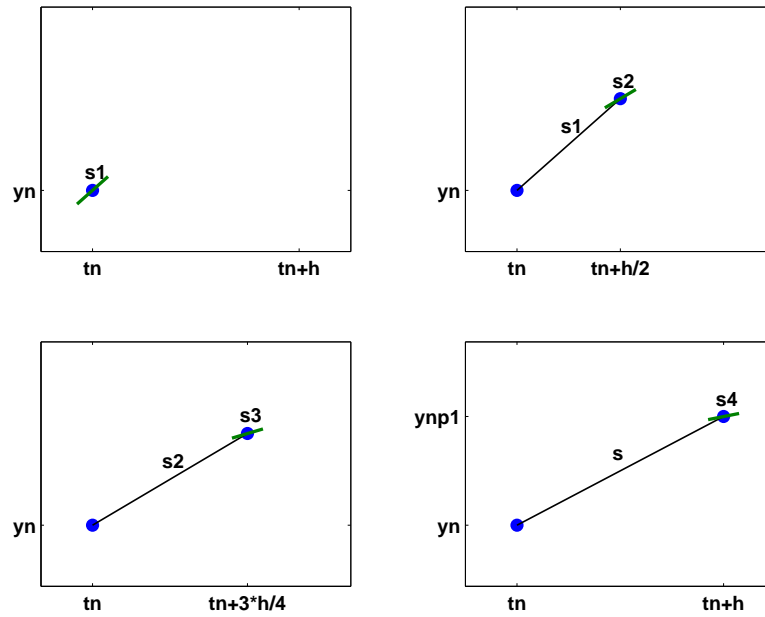 s1
yn
tn
tn+h
s2
s1
yn
tn
tn+h/2
s3
s2
yn
tn
tn+3*h/4
s4
ynp1
s
yn
tn
tn+h